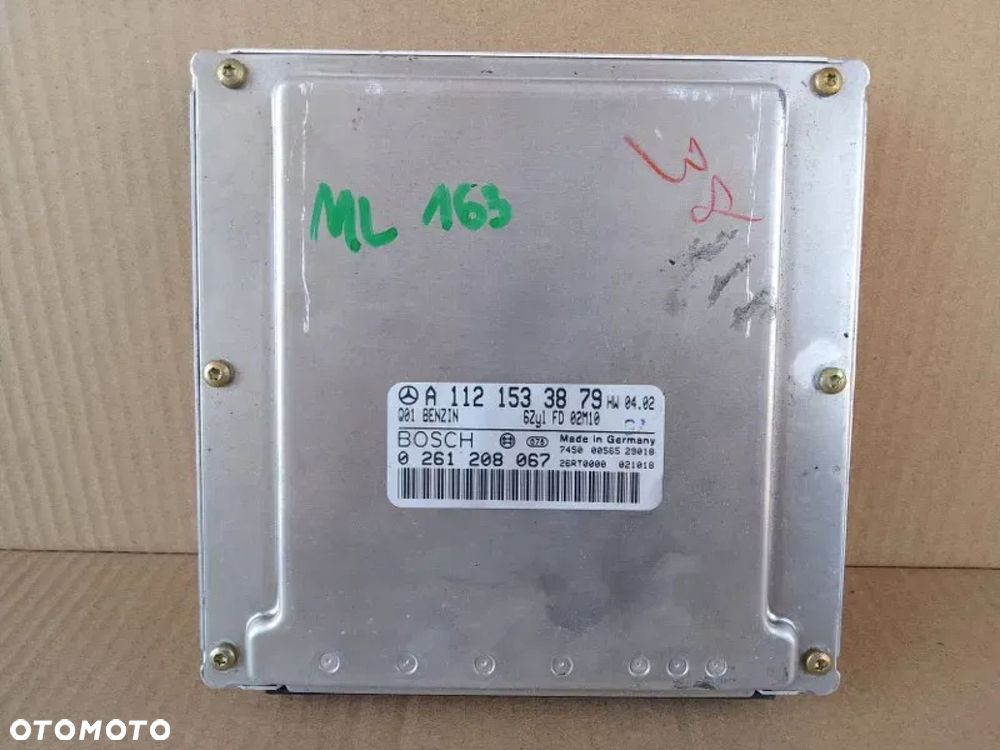 ML 163
A 112 153 38 79 HW 04.02
Q01 BENZIN 6Zyl FD 02M10
BOSCH 076 Made in Germany
7450 00565 29018
0 261 208 067 26RT0000 021018
OTOMOTO